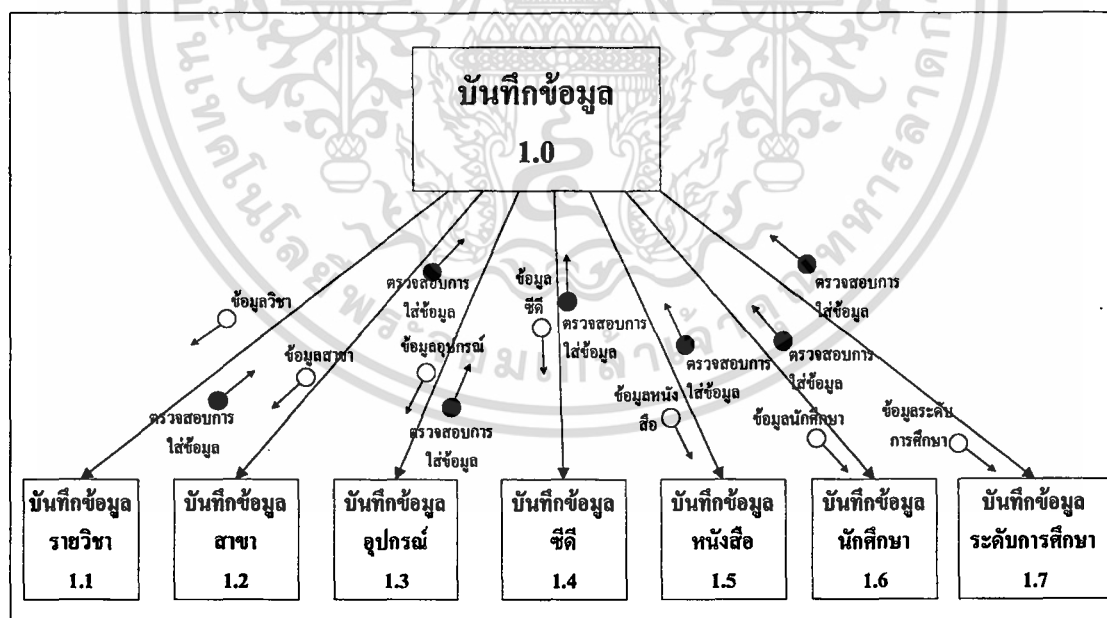 บันทึกข้อมูล
1.0
ตรวจสอบการ
ใส่ข้อมูล
ข้อมูล
ซีดี
ตรวจสอบการ
ใส่ข้อมูล
ข้อมูลวิชา
ตรวจสอบการ
ใส่ข้อมูล
ข้อมูลสาขา
ข้อมูลอุปกรณ์
ตรวจสอบการ
ใส่ข้อมูล
ตรวจสอบการ
ใส่ข้อมูล
ตรวจสอบการ
ใส่ข้อมูล
ตรวจสอบการ
ใส่ข้อมูล
ข้อมูลหนัง
สือ
ข้อมูลนักศึกษา
ข้อมูลระดับ
การศึกษา
บันทึกข้อมูล
รายวิชา
1.1
บันทึกข้อมูล
สาขา
1.2
บันทึกข้อมูล
อุปกรณ์
1.3
บันทึกข้อมูล
ซีดี
1.4
บันทึกข้อมูล
หนังสือ
1.5
บันทึกข้อมูล
นักศึกษา
1.6
บันทึกข้อมูล
ระดับการศึกษา
1.7